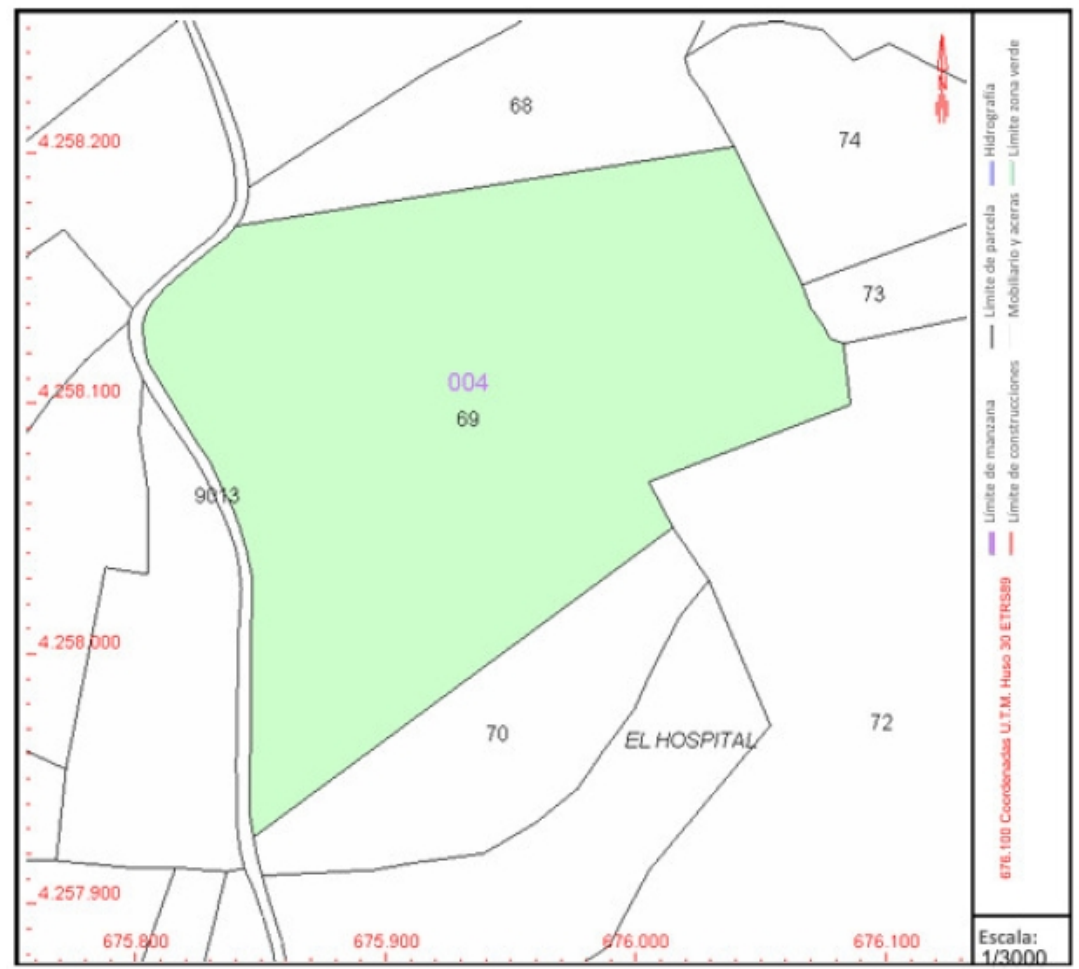 68
4.258.200
74
73
4.258.100
004
69
9013
4.258.000
70
EL HOSPITAL
72
4.257.900
675.800
675.900
676.000
676.100
Hidrografía
Límite zona verde
Límite de parcela
Mobiliario y aceras
Límite de manzana
Límite de construcciones
676.100 Coordenadas U.T.M. Huso 30 ETRS89
Escala:
1/3000